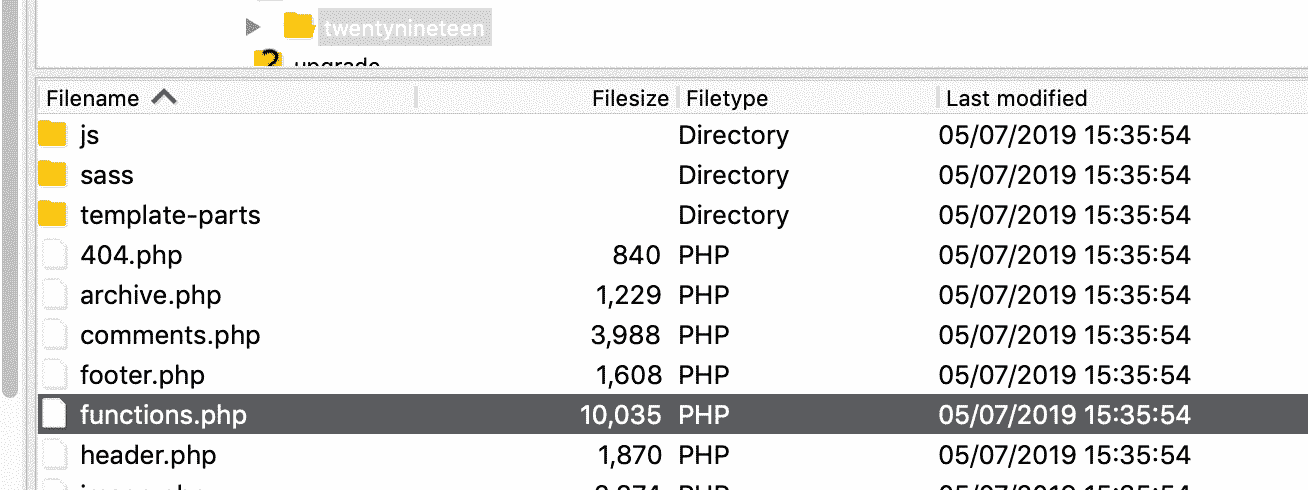 twentynineteen
upgrade
Filename Filesize Filetype Last modified
js Directory 05/07/2019 15:35:54
sass Directory 05/07/2019 15:35:54
template-parts Directory 05/07/2019 15:35:54
404.php 840 PHP 05/07/2019 15:35:54
archive.php 1,229 PHP 05/07/2019 15:35:54
comments.php 3,988 PHP 05/07/2019 15:35:54
footer.php 1,608 PHP 05/07/2019 15:35:54
functions.php 10,035 PHP 05/07/2019 15:35:54
header.php 1,870 PHP 05/07/2019 15:35:54